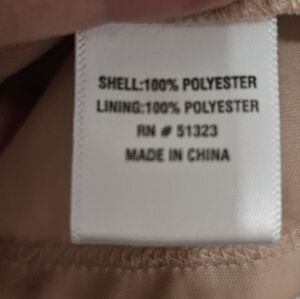 SHELL:100% POLYESTER
LINING:100% POLYESTER
RN # 51323
MADE IN CHINA